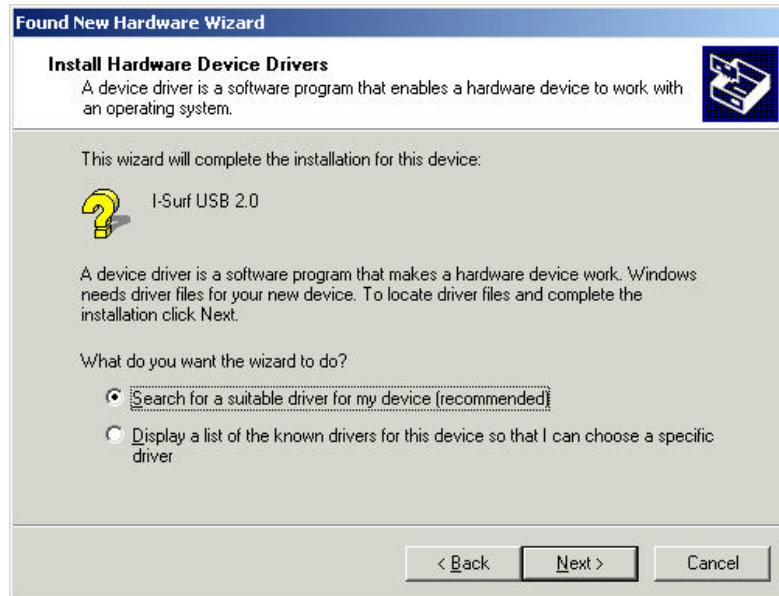 Found New Hardware Wizard
Install Hardware Device Drivers
A device driver is a software program that enables a hardware device to work with
an operating system.
This wizard will complete the installation for this device:
I-Surf USB 2.0
A device driver is a software program that makes a hardware device work. Windows
needs driver files for your new device. To locate driver files and complete the
installation click Next.
What do you want the wizard to do?
Search for a suitable driver for my device (recommended)
Display a list of the known drivers for this device so that I can choose a specific
driver
< Back Next > Cancel